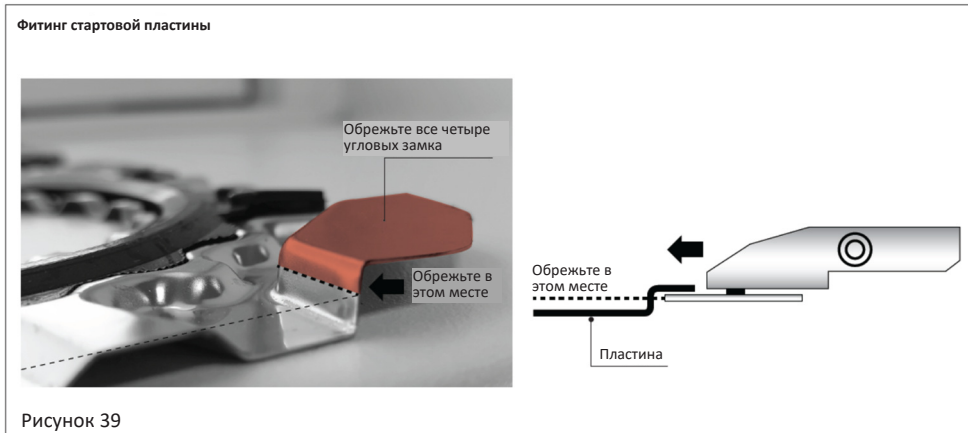 Фитинг стартовой пластины
Обрежьте все четыре
угловых замка
Обрежьте в
этом месте
Обрежьте в
этом месте
Пластина
Рисунок 39